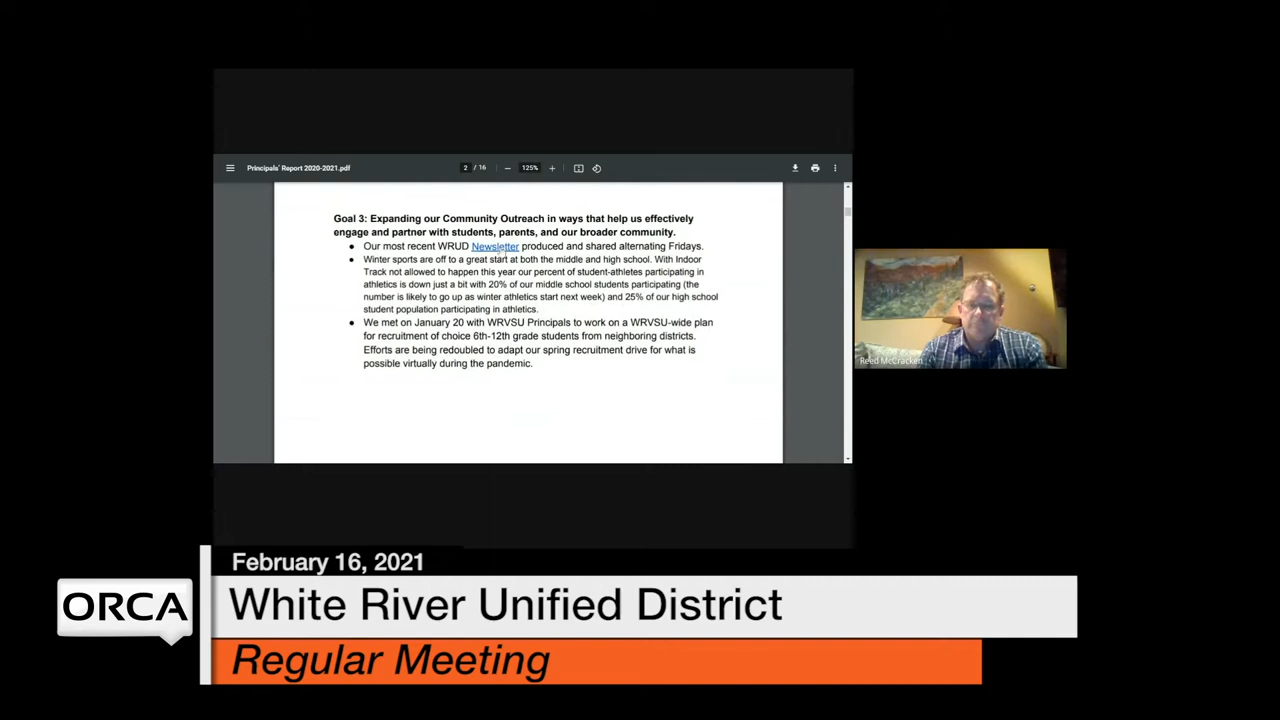 Principals' Report 2020-2021.pdf
2 / 16
125%
Goal 3: Expanding our Community Outreach in ways that help us effectively
engage and partner with students, parents, and our broader community.
● Our most recent WRUD Newsletter produced and shared alternating Fridays.
● Winter sports are off to a great start at both the middle and high school. With Indoor
Track not allowed to happen this year our percent of student-athletes participating in
athletics is down just a bit with 20% of our middle school students participating (the
number is likely to go up as winter athletics start next week) and 25% of our high school
student population participating in athletics.
● We met on January 20 with WRVSU Principals to work on a WRVSU-wide plan
for recruitment of choice 6th-12th grade students from neighboring districts.
Efforts are being redoubled to adapt our spring recruitment drive for what is
possible virtually during the pandemic.
Reed McCracken
February 16, 2021
ORCA
White River Unified District
Regular Meeting